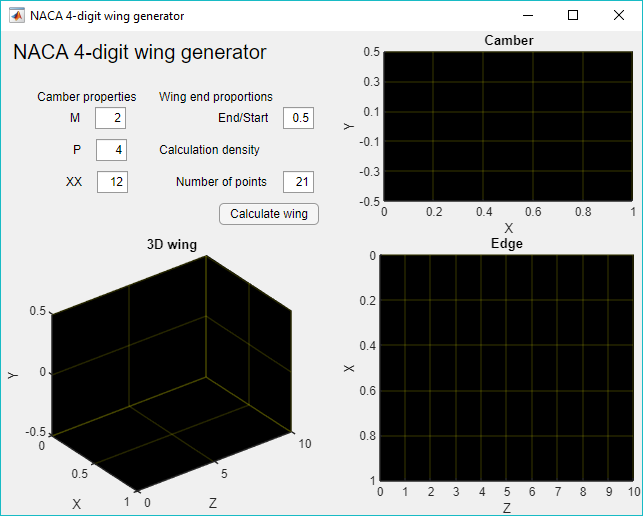 NACA 4-digit wing generator
NACA 4-digit wing generator
Camber properties
Wing end proportions
M 2
End/Start 0.5
P 4
Calculation density
XX 12
Number of points 21
Calculate wing
Camber
0.5
0.3
0.1
-0.1
-0.3
-0.5
Y
0 0.2 0.4 0.6 0.8 1
X
3D wing
0.5
0
-0.5
Y
0
0.5
1
X
0
5
10
Z
Edge
0
0.2
0.4
0.6
0.8
1
X
0 1 2 3 4 5 6 7 8 9 10
Z